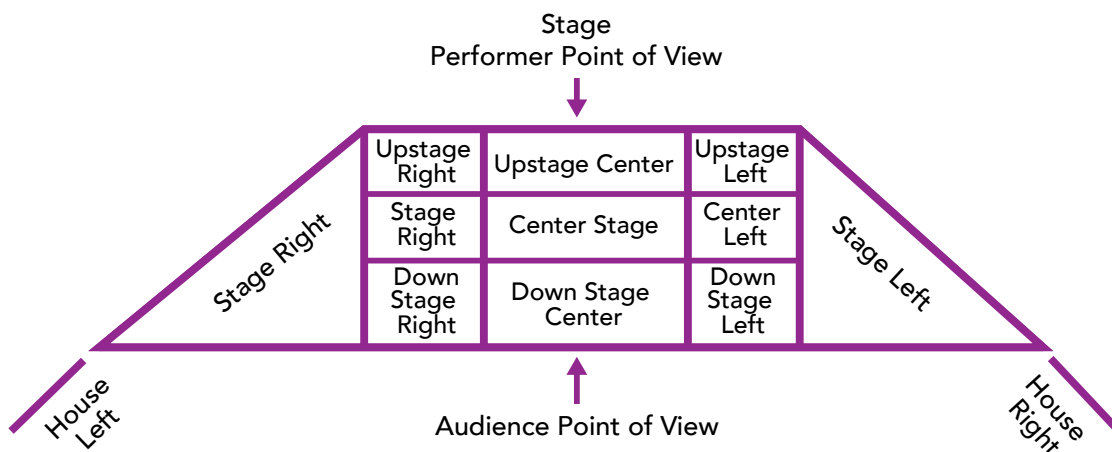 Stage
Performer Point of View
Upstage
Right
Upstage Center
Upstage
Left
Stage
Right
Center Stage
Center
Left
Down
Stage
Right
Down Stage
Center
Down
Stage
Left
Stage Right
Stage Left
House
Left
Audience Point of View
House
Right